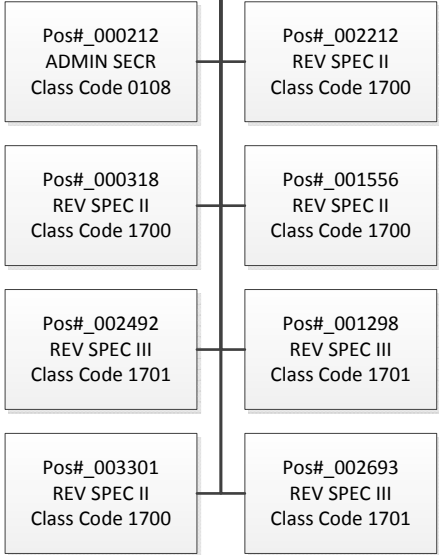 Pos#_000212
ADMIN SECR
Class Code 0108
Pos#_002212
REV SPEC II
Class Code 1700
Pos#_000318
REV SPEC II
Class Code 1700
Pos#_001556
REV SPEC II
Class Code 1700
Pos#_002492
REV SPEC III
Class Code 1701
Pos#_001298
REV SPEC III
Class Code 1701
Pos#_003301
REV SPEC II
Class Code 1700
Pos#_002693
REV SPEC III
Class Code 1701